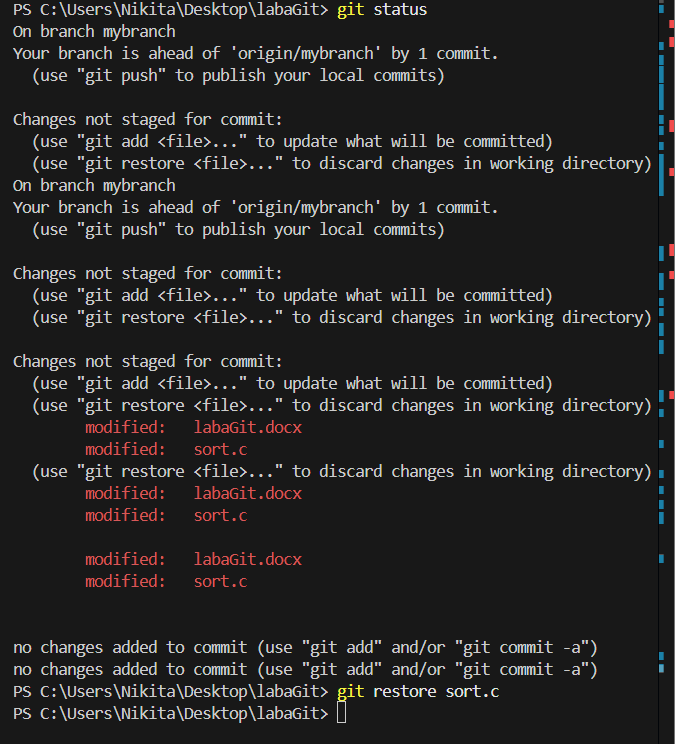 PS C:\Users\Nikita\Desktop\labaGit> git status
On branch mybranch
Your branch is ahead of 'origin/mybranch' by 1 commit.
  (use "git push" to publish your local commits)

Changes not staged for commit:
  (use "git add <file>..." to update what will be committed)
  (use "git restore <file>..." to discard changes in working directory)
On branch mybranch
Your branch is ahead of 'origin/mybranch' by 1 commit.
  (use "git push" to publish your local commits)

Changes not staged for commit:
  (use "git add <file>..." to update what will be committed)
  (use "git restore <file>..." to discard changes in working directory)

Changes not staged for commit:
  (use "git add <file>..." to update what will be committed)
  (use "git restore <file>..." to discard changes in working directory)
        modified:   labaGit.docx
        modified:   sort.c
  (use "git restore <file>..." to discard changes in working directory)
        modified:   labaGit.docx
        modified:   sort.c

        modified:   labaGit.docx
        modified:   sort.c


no changes added to commit (use "git add" and/or "git commit -a")
no changes added to commit (use "git add" and/or "git commit -a")
PS C:\Users\Nikita\Desktop\labaGit> git restore sort.c
PS C:\Users\Nikita\Desktop\labaGit>